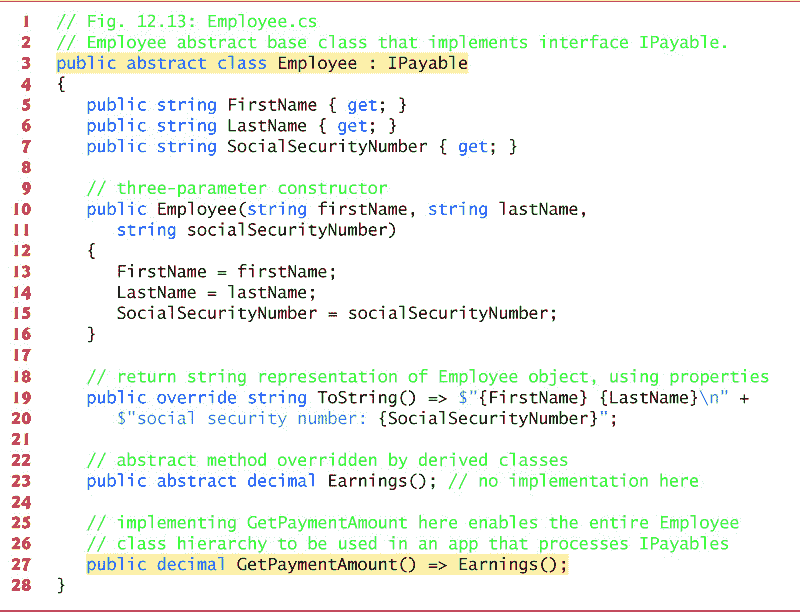 1 // Fig. 12.13: Employee.cs
2 // Employee abstract base class that implements interface IPayable.
3 public abstract class Employee : IPayable
4 {
5 public string FirstName { get; }
6 public string LastName { get; }
7 public string SocialSecurityNumber { get; }
8
9 // three-parameter constructor
10 public Employee(string firstName, string lastName,
11 string socialSecurityNumber)
12 {
13 FirstName = firstName;
14 LastName = lastName;
15 SocialSecurityNumber = socialSecurityNumber;
16 }
17
18 // return string representation of Employee object, using properties
19 public override string ToString() => $"{FirstName} {LastName}\n" +
20 $"social security number: {SocialSecurityNumber}";
21
22 // abstract method overridden by derived classes
23 public abstract decimal Earnings(); // no implementation here
24
25 // implementing GetPaymentAmount here enables the entire Employee
26 // class hierarchy to be used in an app that processes IPayables
27 public decimal GetPaymentAmount() => Earnings();
28 }